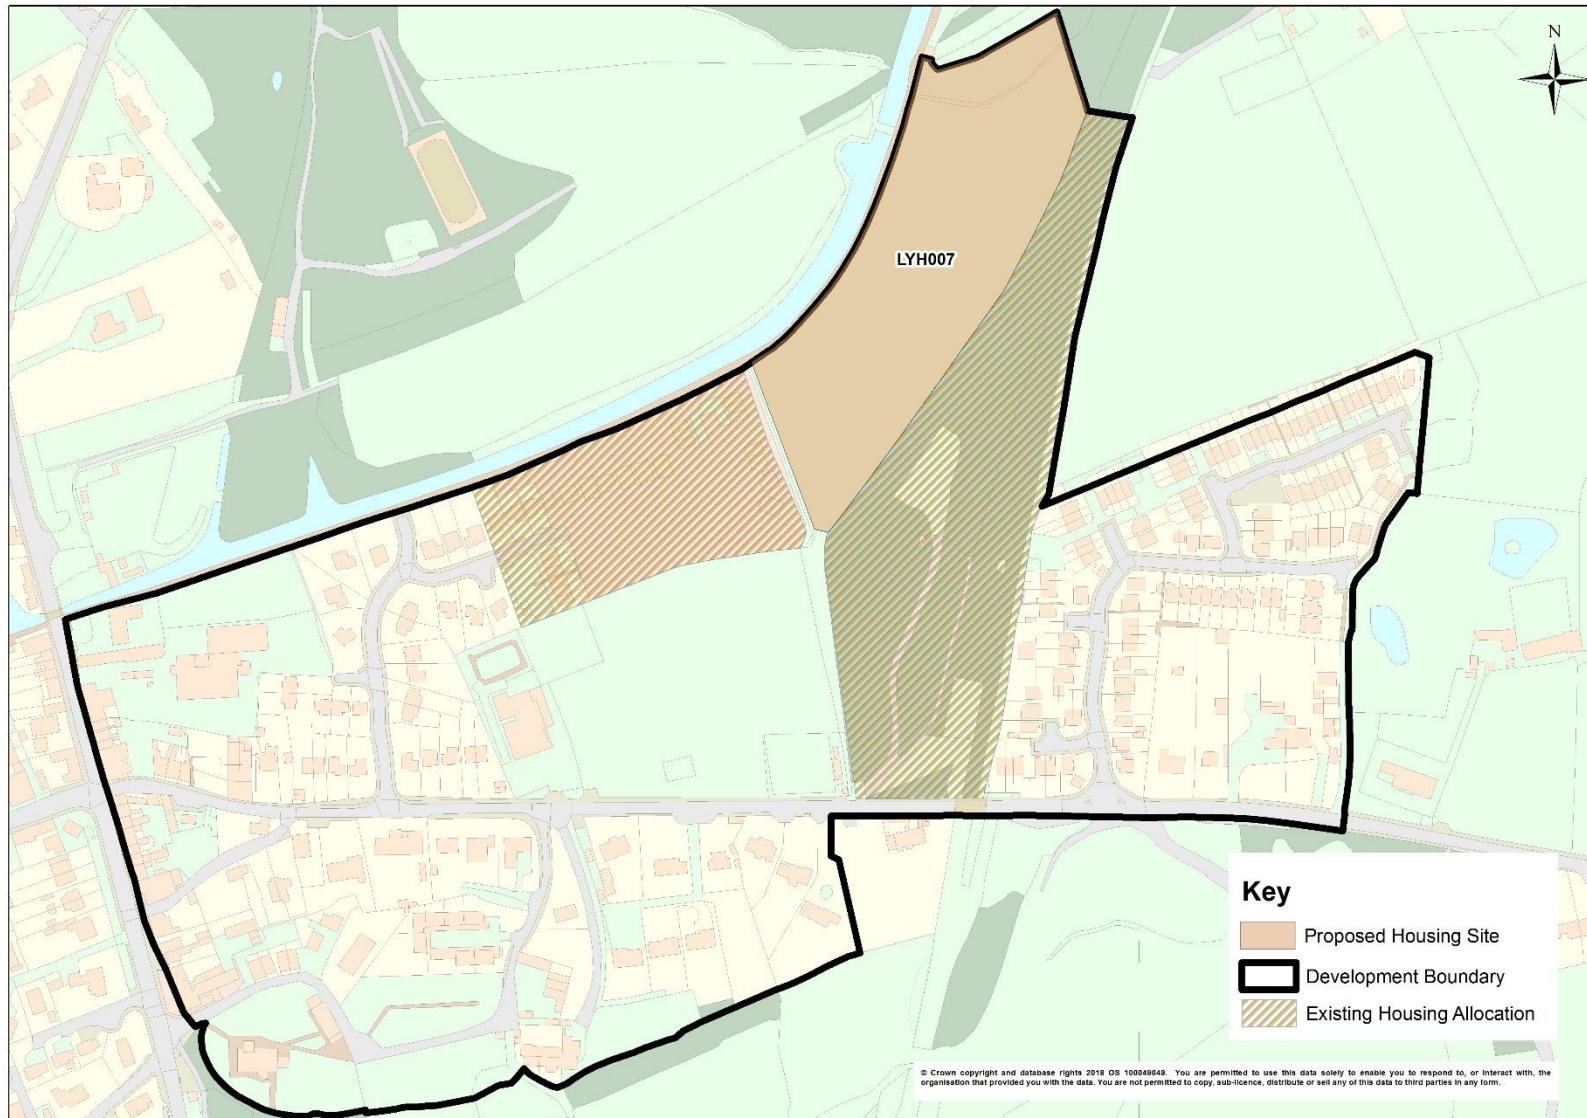 N
LYH007
Key
Proposed Housing Site
Development Boundary
Existing Housing Allocation
© Crown copyright and database rights 2018 OS 100049049. You are permitted to use this data solely to enable you to respond to, or interact with, the
organisation that provided you with the data. You are not permitted to copy, sub-licence, distribute or sell any of this data to third parties in any form.